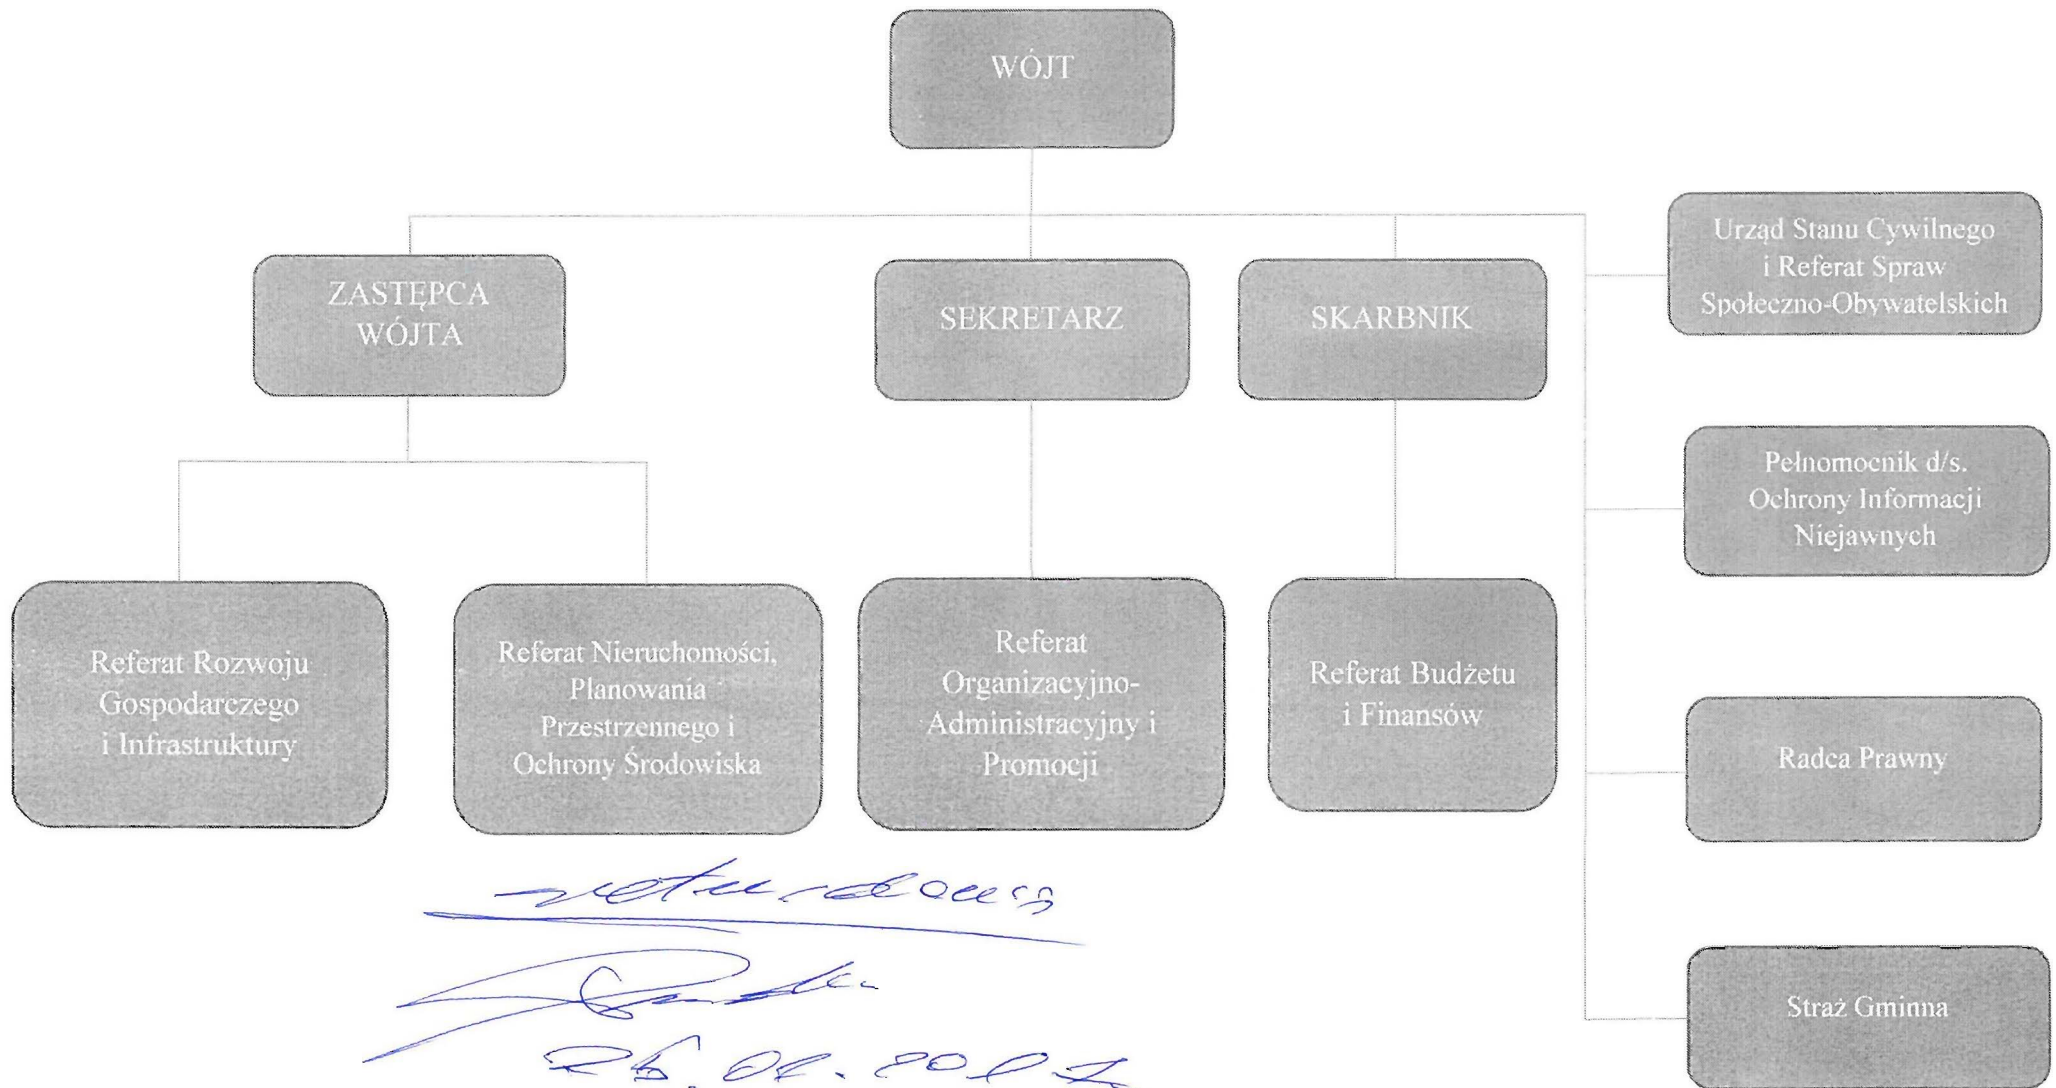 WÓJT
ZASTĘPCA
WÓJTA
SEKRETARZ
SKARBNIK
Urząd Stanu Cywilnego
i Referat Spraw
Społeczno-Obywatelskich
Pełnomocnik d/s.
Ochrony Informacji
Niejawnych
Referat Rozwoju
Gospodarczego
i Infrastruktury
Referat Nieruchomości,
Planowania
Przestrzennego i
Ochrony Środowiska
Referat
Organizacyjno-
Administracyjny i
Promocji
Referat Budżetu
i Finansów
Radca Prawny
Straż Gminna